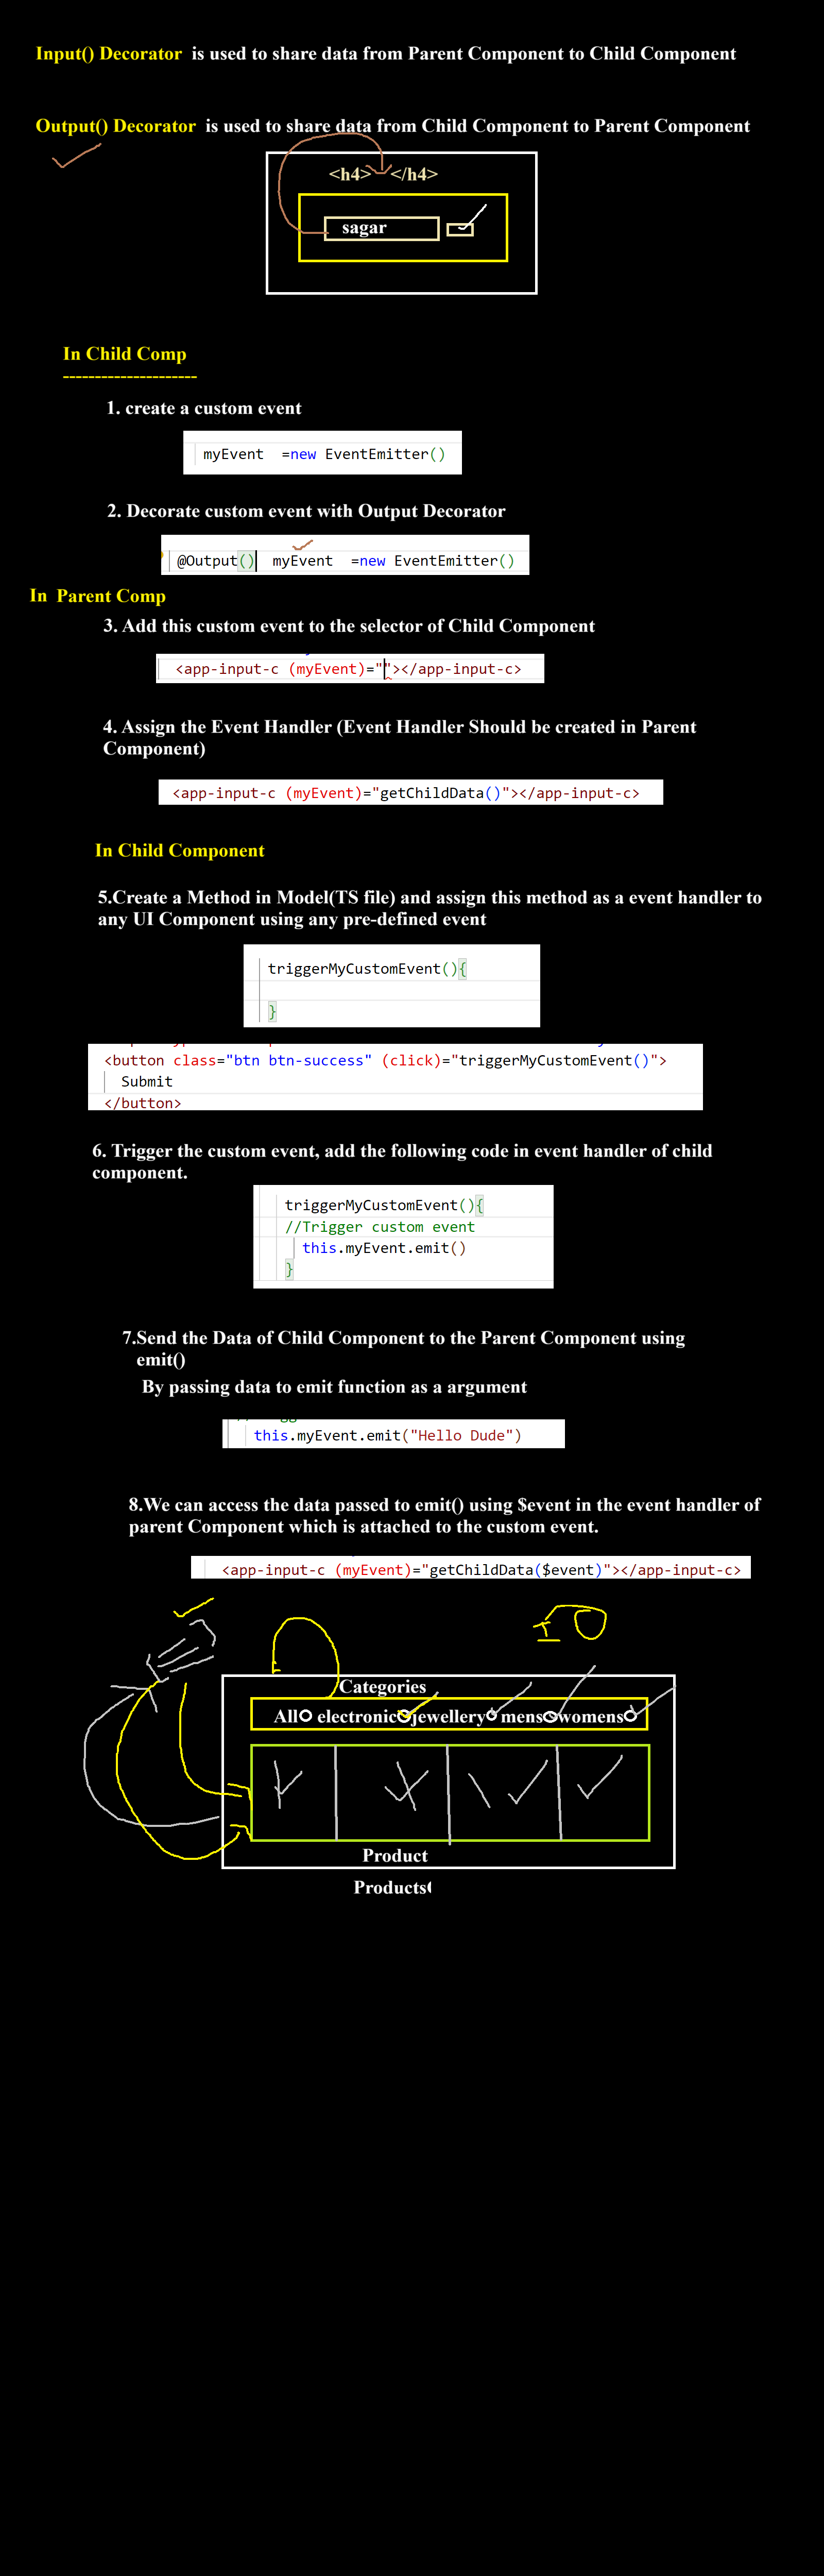 Input() Decorator is used to share data from Parent Component to Child Component
Output() Decorator is used to share data from Child Component to Parent Component
<h4> </h4>
sagar
In Child Comp
---------------------
1. create a custom event
myEvent =new EventEmitter()
2. Decorate custom event with Output Decorator
@Output() myEvent =new EventEmitter()
In Parent Comp
3. Add this custom event to the selector of Child Component
<app-input-c (myEvent)=""></app-input-c>
4. Assign the Event Handler (Event Handler Should be created in Parent
Component)
<app-input-c (myEvent)="getChildData()"></app-input-c>
In Child Component
5.Create a Method in Model(TS file) and assign this method as a event handler to
any UI Component using any pre-defined event
triggerMyCustomEvent(){
}
<button class="btn btn-success" (click)="triggerMyCustomEvent()">
Submit
</button>
6. Trigger the custom event, add the following code in event handler of child
component.
triggerMyCustomEvent(){
//Trigger custom event
this.myEvent.emit()
}
7.Send the Data of Child Component to the Parent Component using
emit()
By passing data to emit function as a argument
this.myEvent.emit("Hello Dude")
8.We can access the data passed to emit() using $event in the event handler of
parent Component which is attached to the custom event.
<app-input-c (myEvent)="getChildData($event)"></app-input-c>
Categories
All electronic jewellery mens womens
Product
Products